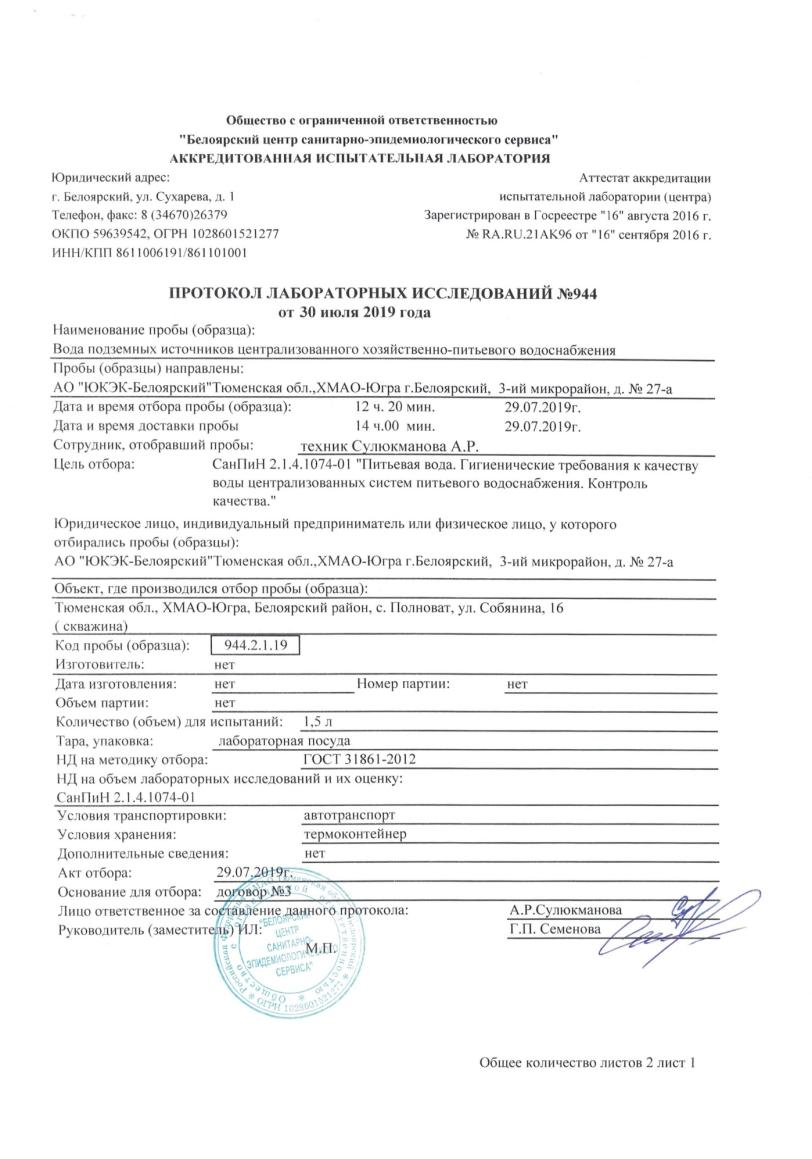 Общество с ограниченной ответственностью
"Белоярский центр санитарно-эпидемиологического сервиса"
АККРЕДИТОВАННАЯ ИСПЫТАТЕЛЬНАЯ ЛАБОРАТОРИЯ
Юридический адрес: Аттестат аккредитации
г. Белоярский, ул. Сухарева, д. 1 испытательной лаборатории (центра)
Телефон, факс: 8 (34670)26379 Зарегистрирован в Госреестре "16" августа 2016 г.
ОКПО 59639542, ОГРН 1028601521277 № RA.RU.21АК96 от "16" сентября 2016 г.
ИНН/КПП 8611006191/861101001
ПРОТОКОЛ ЛАБОРАТОРНЫХ ИССЛЕДОВАНИЙ №944
от 30 июля 2019 года
Наименование пробы (образца):
Вода подземных источников централизованного хозяйственно-питьевого водоснабжения
Пробы (образцы) направлены:
АО "ЮКЭК-Белоярский"Тюменская обл.,ХМАО-Югра г.Белоярский, 3-ий микрорайон, д. № 27-а
Дата и время отбора пробы (образца): 12 ч. 20 мин. 29.07.2019г.
Дата и время доставки пробы 14 ч.00 мин. 29.07.2019г.
Сотрудник, отобравший пробы: техник Сулюкманова А.Р.
Цель отбора: СанПиН 2.1.4.1074-01 "Питьевая вода. Гигиенические требования к качеству
воды централизованных систем питьевого водоснабжения. Контроль
качества."
Юридическое лицо, индивидуальный предприниматель или физическое лицо, у которого
отбирались пробы (образцы):
АО "ЮКЭК-Белоярский"Тюменская обл.,ХМАО-Югра г.Белоярский, 3-ий микрорайон, д. № 27-а
Объект, где производился отбор пробы (образца):
Тюменская обл., ХМАО-Югра, Белоярский район, с. Полноват, ул. Собянина, 16
( скважина)
Код пробы (образца): 944.2.1.19
Изготовитель: нет
Дата изготовления: нет Номер партии: нет
Объем партии: нет
Количество (объем) для испытаний: 1,5 л
Тара, упаковка: лабораторная посуда
НД на методику отбора: ГОСТ 31861-2012
НД на объем лабораторных исследований и их оценку:
СанПиН 2.1.4.1074-01
Условия транспортировки: автотранспорт
Условия хранения: термоконтейнер
Дополнительные сведения: нет
Акт отбора: 29.07.2019г.
Основание для отбора: договор №3
Лицо ответственное за составление данного протокола: А.Р.Сулюкманова
Руководитель (заместитель) ИЛ: Г.П. Семенова
М.П.
"БЕЛОЯРСКИЙ
ЦЕНТР
САНИТАРНО-
ЭПИДЕМИОЛОГИЧЕСКОГО
СЕРВИСА"
ОГРН 1028601521277
Общее количество листов 2 лист 1